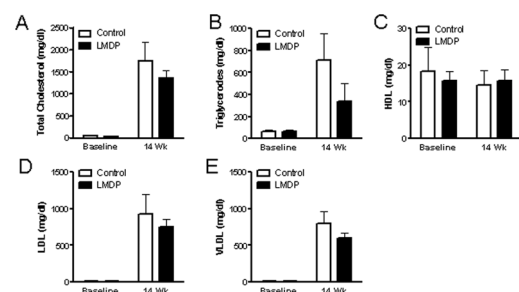 A
Control
LMDP
Total Cholesterol (mg/dl)
2500
2000
1500
1000
500
0
Baseline
14 Wk
B
Control
LMDP
Triglycerodes (mg/dl)
1000
800
600
400
200
0
Baseline
14 Wk
C
Control
LMDP
HDL (mg/dl)
30
20
10
0
Baseline
14 Wk
D
Control
LMDP
LDL (mg/dl)
1500
1000
500
0
Baseline
14 Wk
E
Control
LMDP
VLDL (mg/dl)
1500
1000
500
0
Baseline
14 Wk